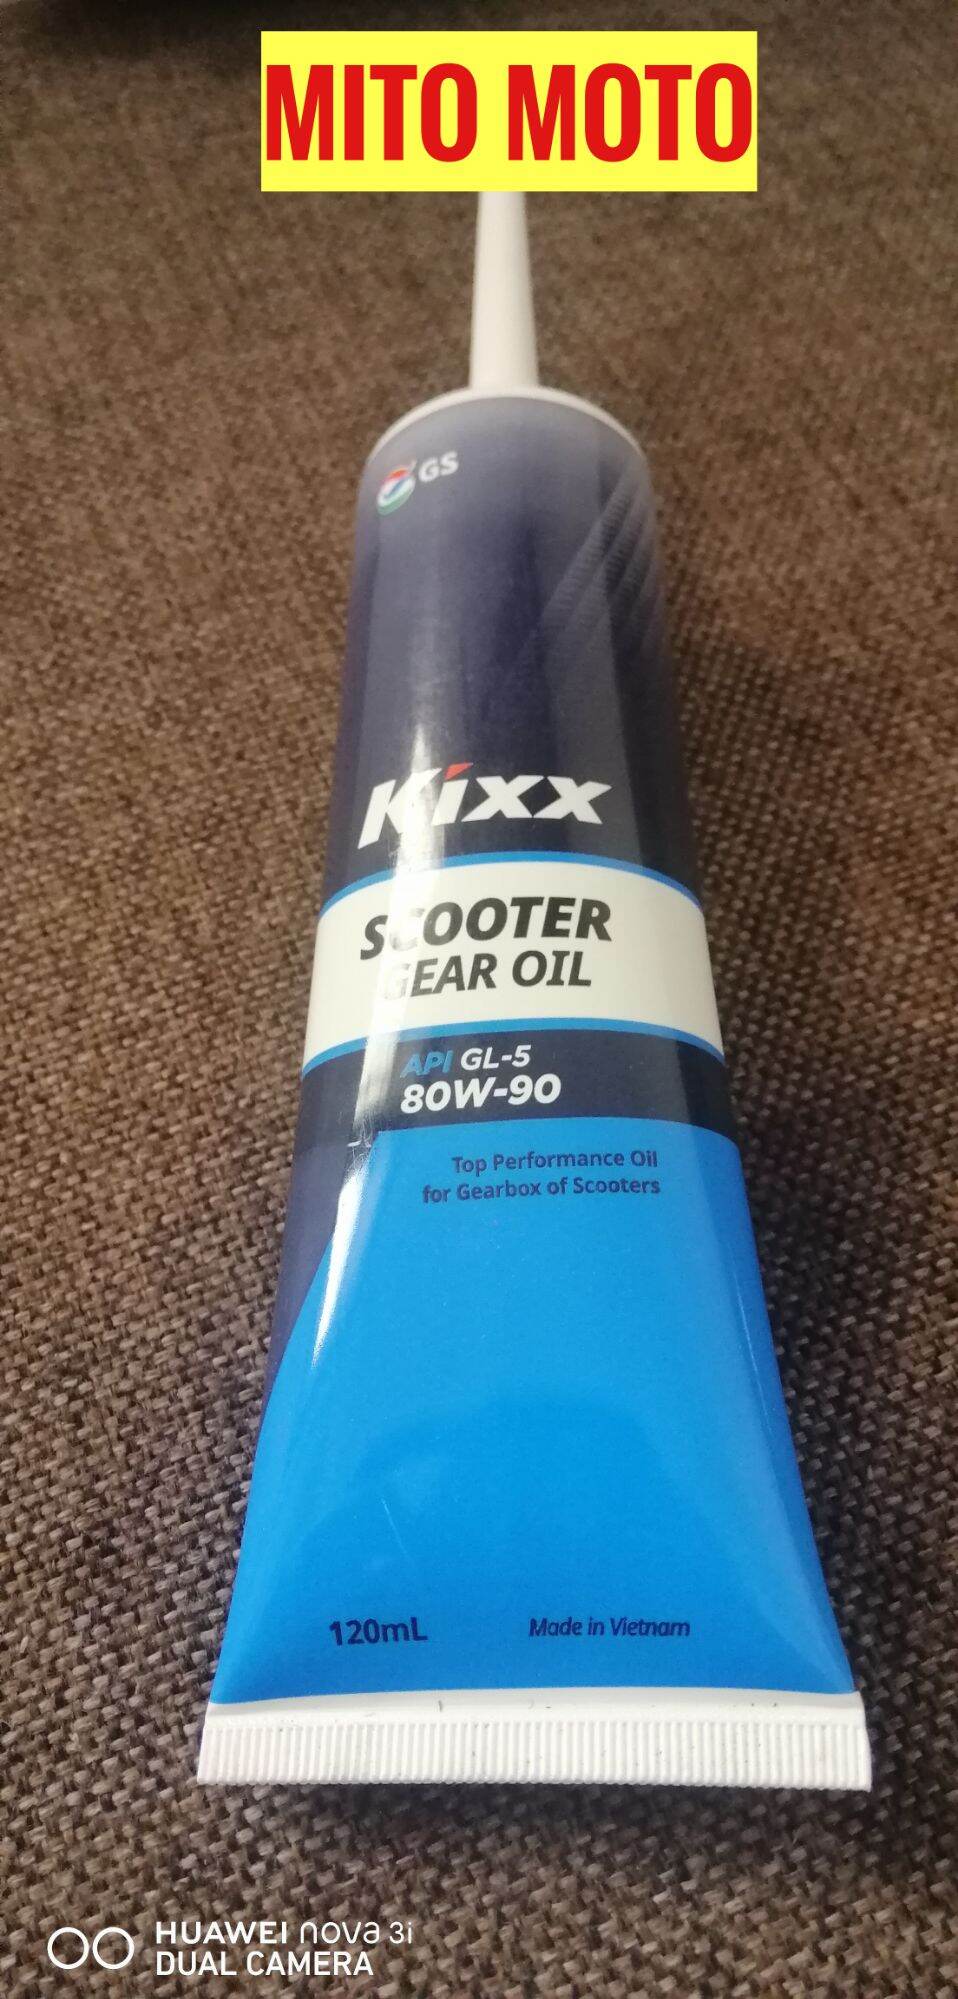 MITO MOTO
GS
Kixx
SCOOTER
GEAR OIL
API GL-5
80W-90
Top Performance Oil
for Gearbox of Scooters
120mL Made in Vietnam
HUAWEI nova 3i
DUAL CAMERA